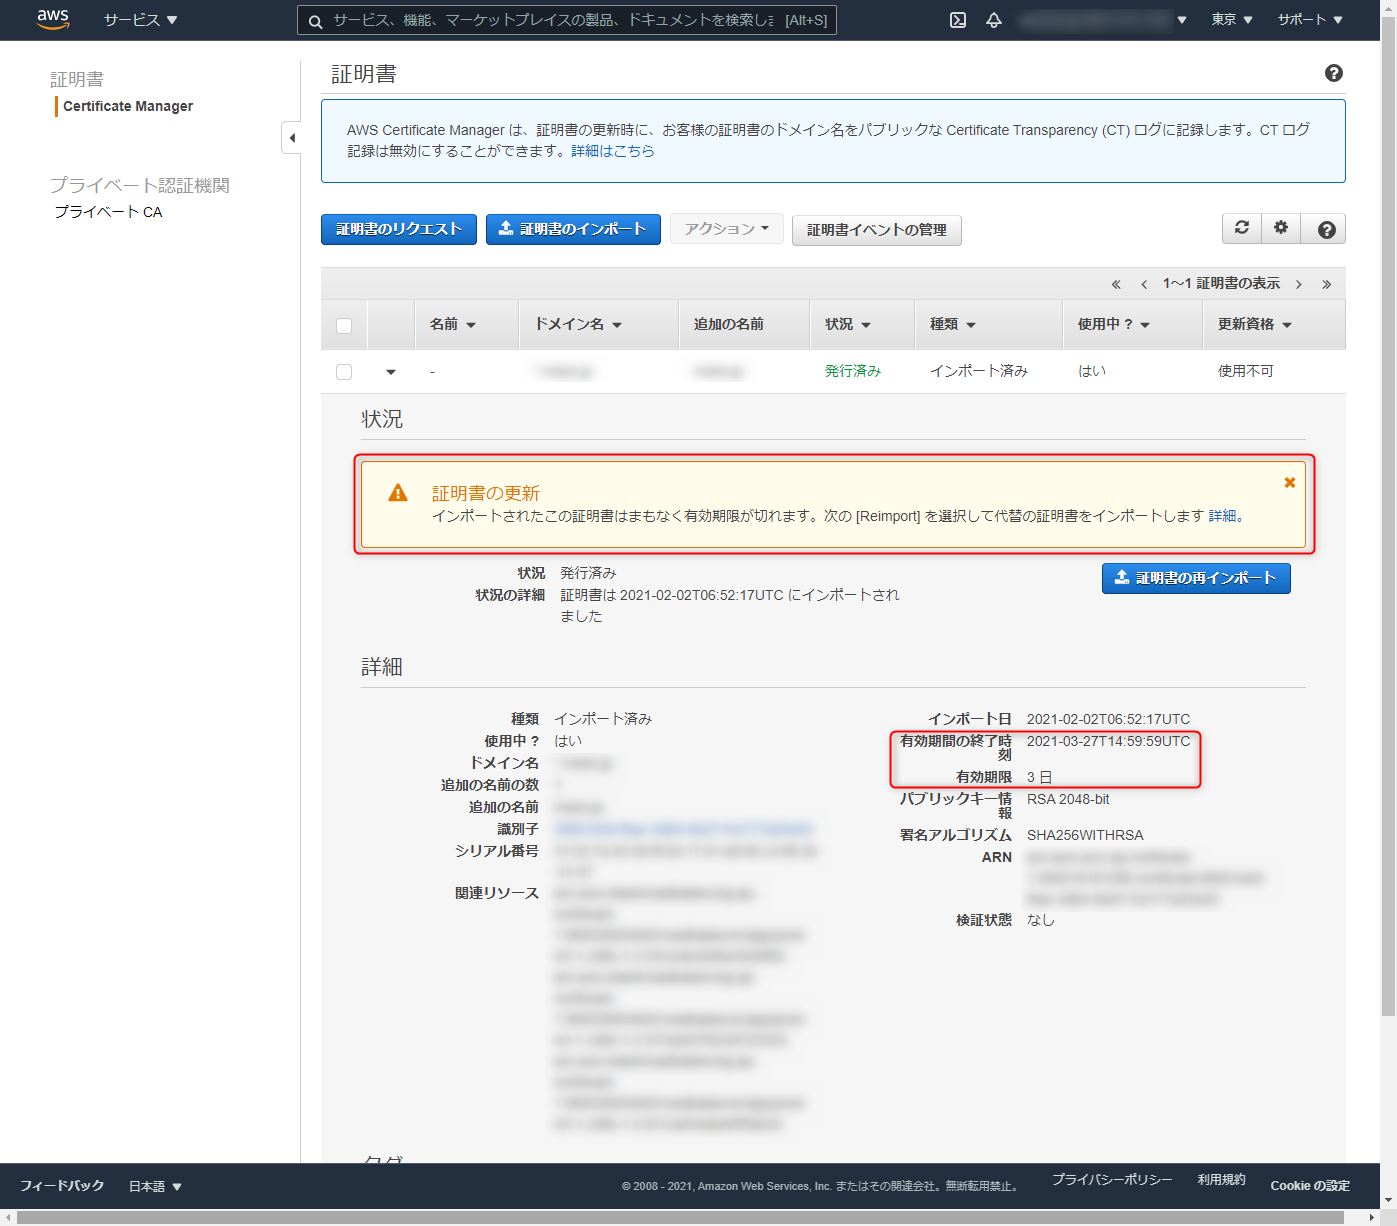 aws
サービス
サービス、機能、マーケットプレイスの製品、ドキュメントを検索しま [Alt+S]
東京
サポート
証明書
Certificate Manager
プライベート認証機関
プライベート CA
証明書
AWS Certificate Manager は、証明書の更新時に、お客様の証明書のドメイン名をパブリックな Certificate Transparency (CT) ログに記録します。CT ログ
記録は無効にすることができます。詳細はこちら
証明書のリクエスト
証明書のインポート
アクション
証明書イベントの管理
« ‹ 1〜1 証明書の表示 › »
名前 ドメイン名 追加の名前 状況 種類 使用中 ? 更新資格
- 発行済み インポート済み はい 使用不可
状況
証明書の更新
インポートされたこの証明書はまもなく有効期限が切れます。次の [Reimport] を選択して代替の証明書をインポートします 詳細。
状況 発行済み
証明書の再インポート
状況の詳細 証明書は 2021-02-02T06:52:17UTC にインポートされ
ました
詳細
種類 インポート済み
使用中 ? はい
ドメイン名
追加の名前の数
追加の名前
識別子
シリアル番号
関連リソース
インポート日 2021-02-02T06:52:17UTC
有効期間の終了時 2021-03-27T14:59:59UTC
刻
有効期限 3 日
パブリックキー情 RSA 2048-bit
報
署名アルゴリズム SHA256WITHRSA
ARN
検証状態 なし
タグ
フィードバック
日本語
© 2008 - 2021, Amazon Web Services, Inc. またはその関連会社。無断転用禁止。
プライバシーポリシー
利用規約
Cookie の設定